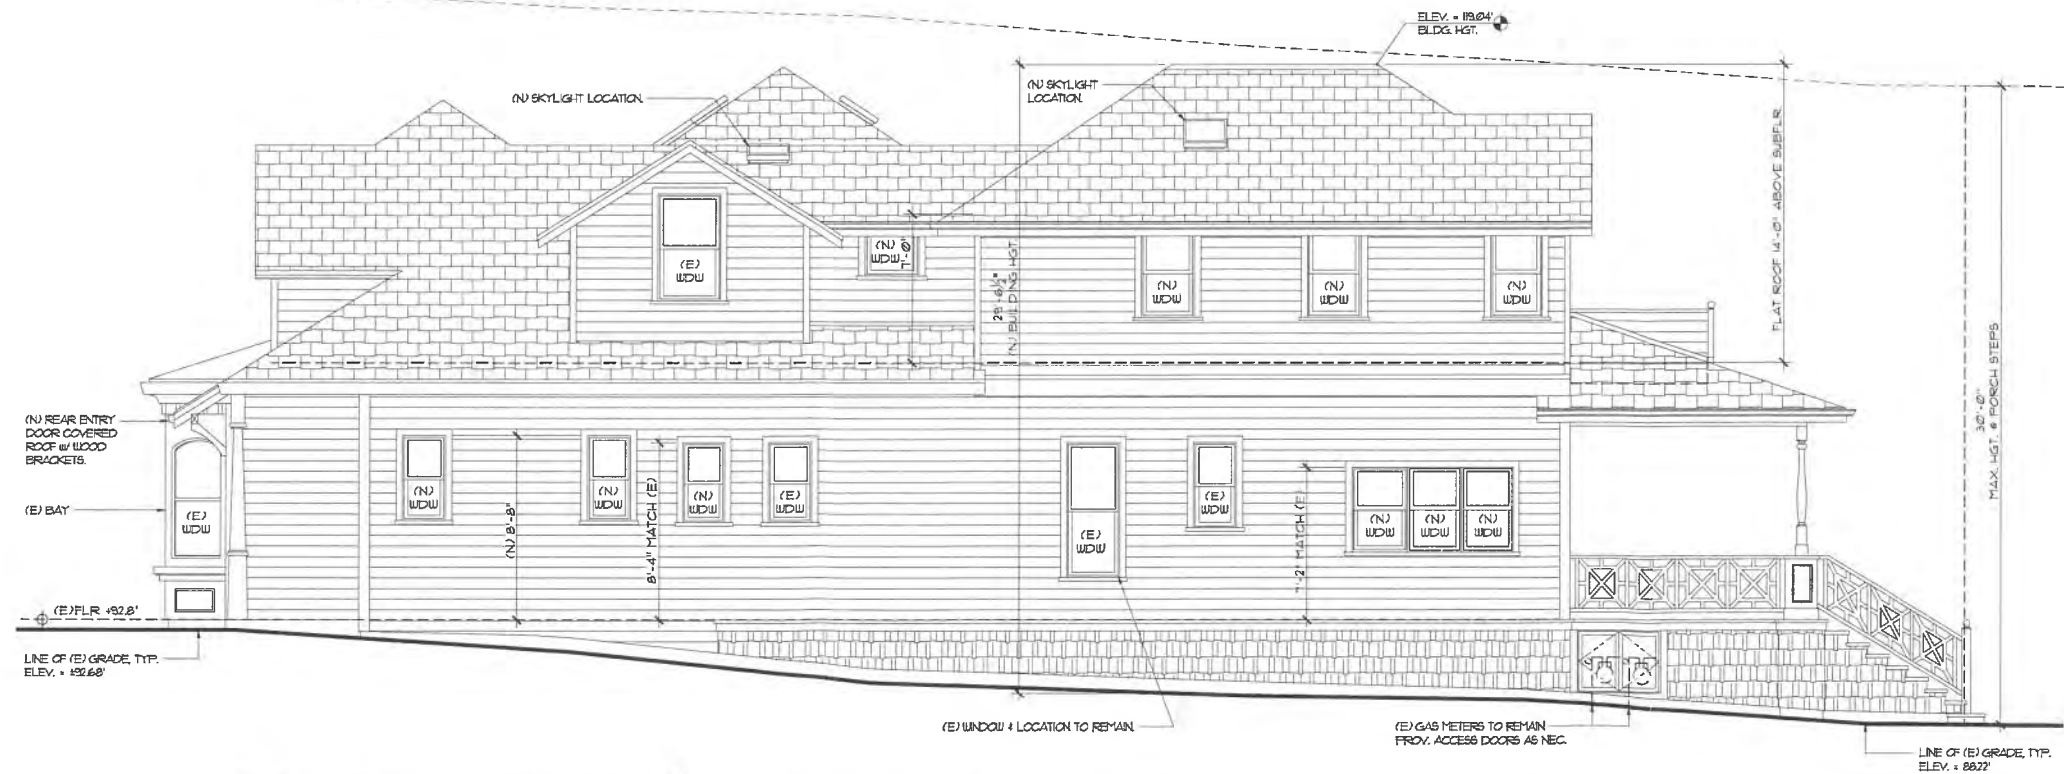 ELEV. = 119.04'
BLDG. HGT.
(N) SKYLIGHT LOCATION.
(N) SKYLIGHT
LOCATION.
FLAT ROOF 14'-0" ABOVE SUBFLR.
(E)
WDW
(N)
WDW
7'-0"
29'-6½"
(N) BUILDING HGT.
(N)
WDW
(N)
WDW
(N)
WDW
30'-0"
MAX. HGT. @ PORCH STEPS
(N) REAR ENTRY
DOOR COVERED
ROOF W/ WOOD
BRACKETS.
(E) BAY
(E)
WDW
(N)
WDW
(N) 8'-8"
(N)
WDW
8'-4" MATCH (E)
(N)
WDW
(E)
WDW
(E)
WDW
(E)
WDW
7'-2" MATCH (E)
(N)
WDW
(N)
WDW
(N)
WDW
(E) FLR +92.8'
LINE OF (E) GRADE, TYP.
ELEV. = +92.68'
(E) WINDOW & LOCATION TO REMAIN.
(E) GAS METERS TO REMAIN
PROV. ACCESS DOORS AS NEC.
LINE OF (E) GRADE, TYP.
ELEV. = 88.22'